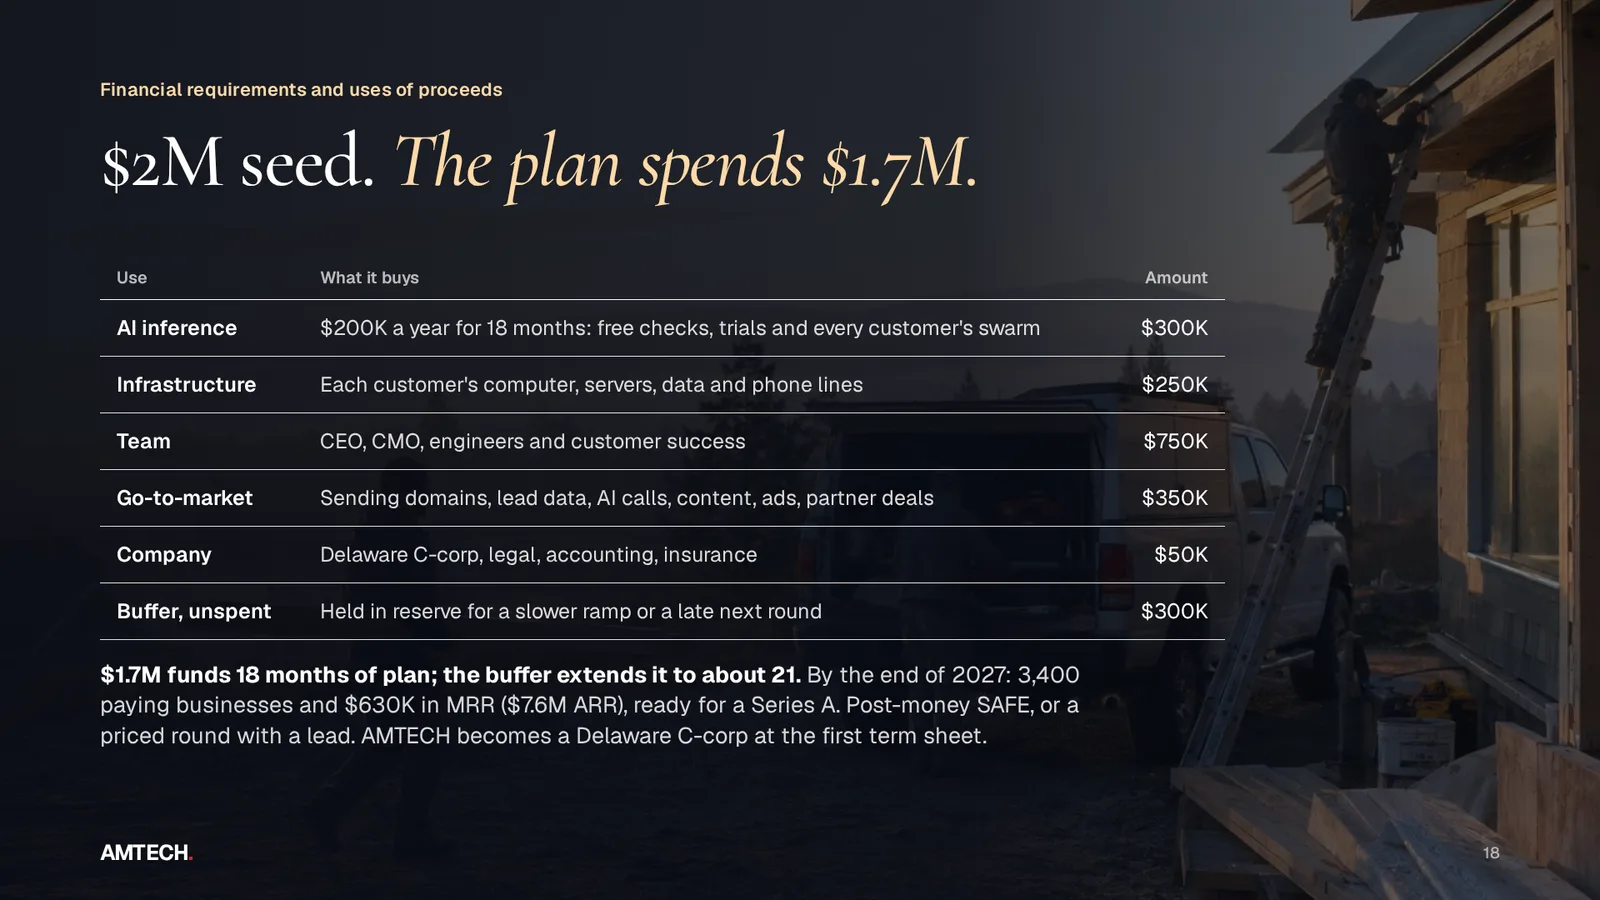 Financial requirements and uses of proceeds
$2M seed. The plan spends $1.7M.
Use What it buys Amount
AI inference $200K a year for 18 months: free checks, trials and every customer's swarm $300K
Infrastructure Each customer's computer, servers, data and phone lines $250K
Team CEO, CMO, engineers and customer success $750K
Go-to-market Sending domains, lead data, AI calls, content, ads, partner deals $350K
Company Delaware C-corp, legal, accounting, insurance $50K
Buffer, unspent Held in reserve for a slower ramp or a late next round $300K
$1.7M funds 18 months of plan; the buffer extends it to about 21. By the end of 2027: 3,400
paying businesses and $630K in MRR ($7.6M ARR), ready for a Series A. Post-money SAFE, or a
priced round with a lead. AMTECH becomes a Delaware C-corp at the first term sheet.
AMTECH.
18